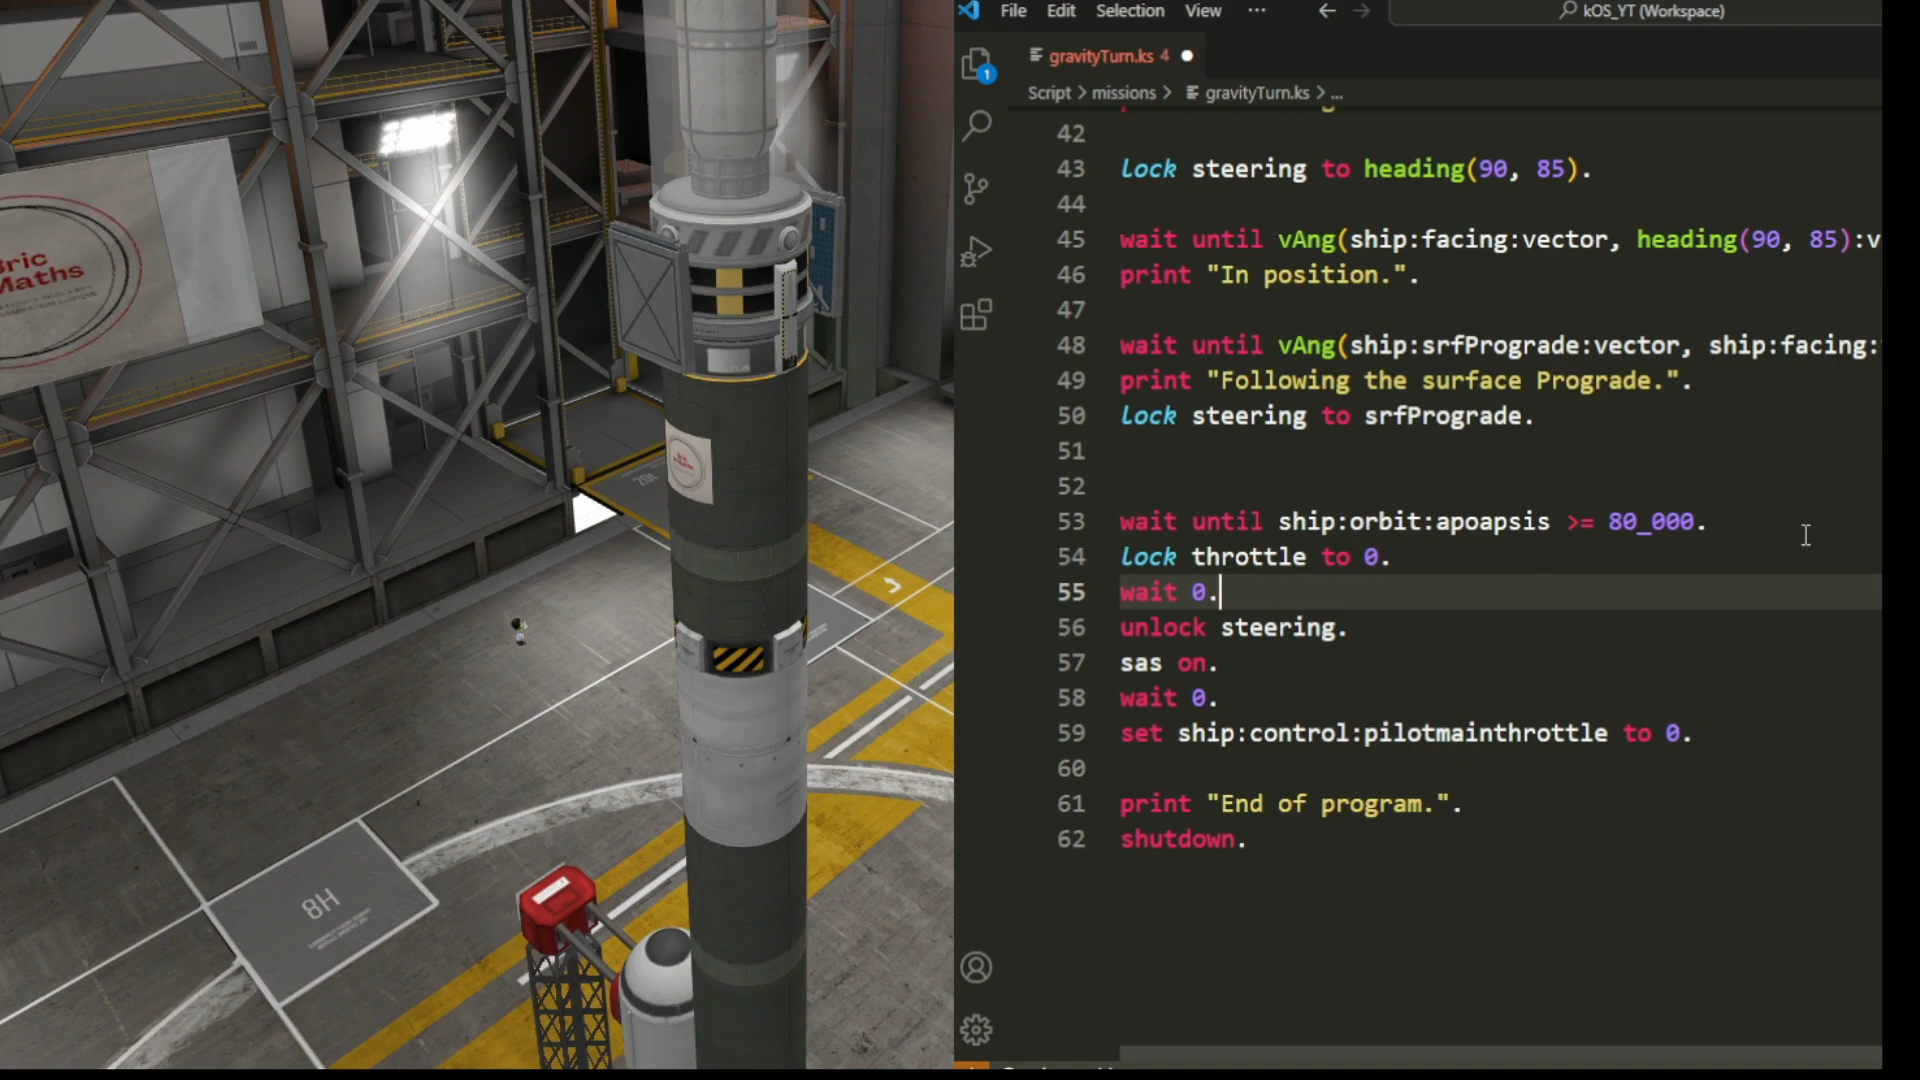 Bric
Maths
20t
8H
File Edit Selection View ··· kOS_YT (Workspace)
gravityTurn.ks 4
1
Script > missions > gravityTurn.ks > ...
42
43 lock steering to heading(90, 85).
44
45 wait until vAng(ship:facing:vector, heading(90, 85):v
46 print "In position.".
47
48 wait until vAng(ship:srfPrograde:vector, ship:facing:
49 print "Following the surface Prograde.".
50 lock steering to srfPrograde.
51
52
53 wait until ship:orbit:apoapsis >= 80_000.
54 lock throttle to 0.
55 wait 0.
56 unlock steering.
57 sas on.
58 wait 0.
59 set ship:control:pilotmainthrottle to 0.
60
61 print "End of program.".
62 shutdown.